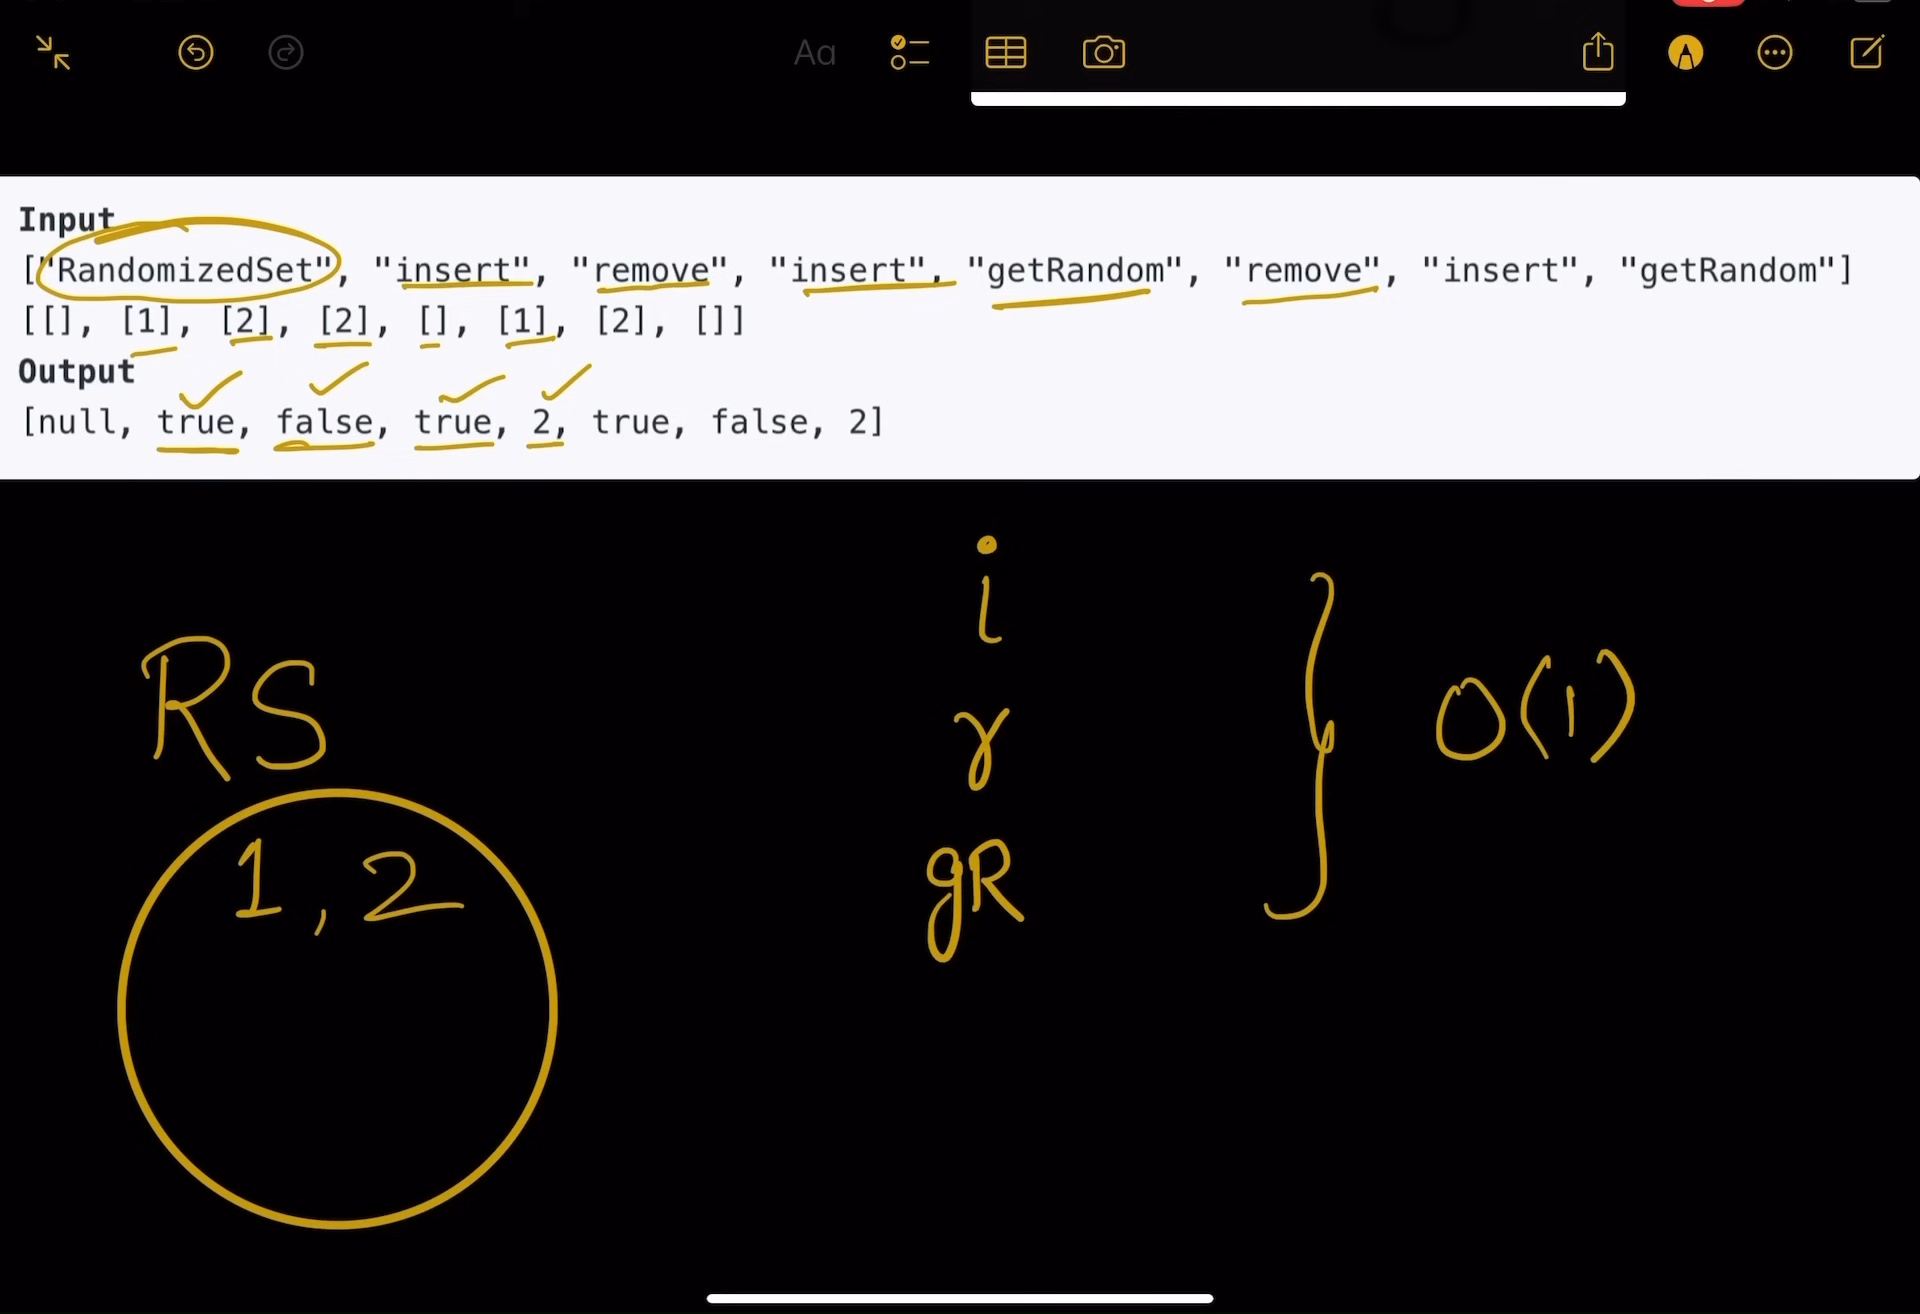 Aa
Input
["RandomizedSet", "insert", "remove", "insert", "getRandom", "remove", "insert", "getRandom"]
[[], [1], [2], [2], [], [1], [2], []]
Output
[null, true, false, true, 2, true, false, 2]
i
RS
r
O(1)
1, 2
gR